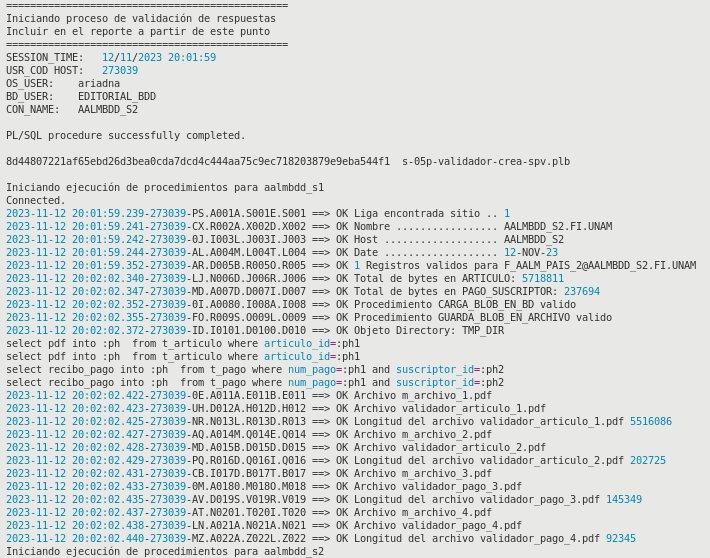 ===============================================
Iniciando proceso de validación de respuestas
Incluir en el reporte a partir de este punto
===============================================
SESSION_TIME:   12/11/2023 20:01:59
USR_COD HOST:   273039
OS_USER:    ariadna
BD_USER:    EDITORIAL_BDD
CON_NAME:   AALMBDD_S2
PL/SQL procedure successfully completed.
8d44807221af65ebd26d3bea0cda7dcd4c444aa75c9ec718203879e9eba544f1  s-05p-validador-crea-spv.plb
Iniciando ejecución de procedimientos para aalmbdd_s1
Connected.
2023-11-12 20:01:59.239-273039-PS.A001A.S001E.S001 ==> OK Liga encontrada sitio .. 1
2023-11-12 20:01:59.241-273039-CX.R002A.X002D.X002 ==> OK Nombre ................. AALMBDD_S2.FI.UNAM
2023-11-12 20:01:59.242-273039-0J.I003L.J003I.J003 ==> OK Host ................... AALMBDD_S2
2023-11-12 20:01:59.244-273039-AL.A004M.L004T.L004 ==> OK Date ................... 12-NOV-23
2023-11-12 20:01:59.352-273039-AR.D005B.R005O.R005 ==> OK 1 Registros validos para F_AALM_PAIS_2@AALMBDD_S2.FI.UNAM
2023-11-12 20:02:02.340-273039-LJ.N006D.J006R.J006 ==> OK Total de bytes en ARTICULO: 5718811
2023-11-12 20:02:02.347-273039-MD.A007D.D007I.D007 ==> OK Total de bytes en PAGO_SUSCRIPTOR: 237694
2023-11-12 20:02:02.352-273039-0I.A0080.I008A.I008 ==> OK Procedimiento CARGA_BLOB_EN_BD valido
2023-11-12 20:02:02.355-273039-FO.R009S.O009L.O009 ==> OK Procedimiento GUARDA_BLOB_EN_ARCHIVO valido
2023-11-12 20:02:02.372-273039-ID.I0101.D0100.D010 ==> OK Objeto Directory: TMP_DIR
select pdf into :ph  from t_articulo where articulo_id=:ph1
select pdf into :ph  from t_articulo where articulo_id=:ph1
select recibo_pago into :ph  from t_pago where num_pago=:ph1 and suscriptor_id=:ph2
select recibo_pago into :ph  from t_pago where num_pago=:ph1 and suscriptor_id=:ph2
2023-11-12 20:02:02.422-273039-0E.A011A.E011B.E011 ==> OK Archivo m_archivo_1.pdf
2023-11-12 20:02:02.423-273039-UH.D012A.H012D.H012 ==> OK Archivo validador_articulo_1.pdf
2023-11-12 20:02:02.425-273039-NR.N013L.R013D.R013 ==> OK Longitud del archivo validador_articulo_1.pdf 5516086
2023-11-12 20:02:02.427-273039-AQ.A014M.Q014E.Q014 ==> OK Archivo m_archivo_2.pdf
2023-11-12 20:02:02.428-273039-MD.A015B.D015D.D015 ==> OK Archivo validador_articulo_2.pdf
2023-11-12 20:02:02.429-273039-PQ.R016D.Q016I.Q016 ==> OK Longitud del archivo validador_articulo_2.pdf 202725
2023-11-12 20:02:02.431-273039-CB.I017D.B017T.B017 ==> OK Archivo m_archivo_3.pdf
2023-11-12 20:02:02.433-273039-0M.A0180.M018O.M018 ==> OK Archivo validador_pago_3.pdf
2023-11-12 20:02:02.435-273039-AV.D019S.V019R.V019 ==> OK Longitud del archivo validador_pago_3.pdf 145349
2023-11-12 20:02:02.437-273039-AT.N0201.T020I.T020 ==> OK Archivo m_archivo_4.pdf
2023-11-12 20:02:02.438-273039-LN.A021A.N021A.N021 ==> OK Archivo validador_pago_4.pdf
2023-11-12 20:02:02.440-273039-MZ.A022A.Z022L.Z022 ==> OK Longitud del archivo validador_pago_4.pdf 92345
Iniciando ejecución de procedimientos para aalmbdd_s2